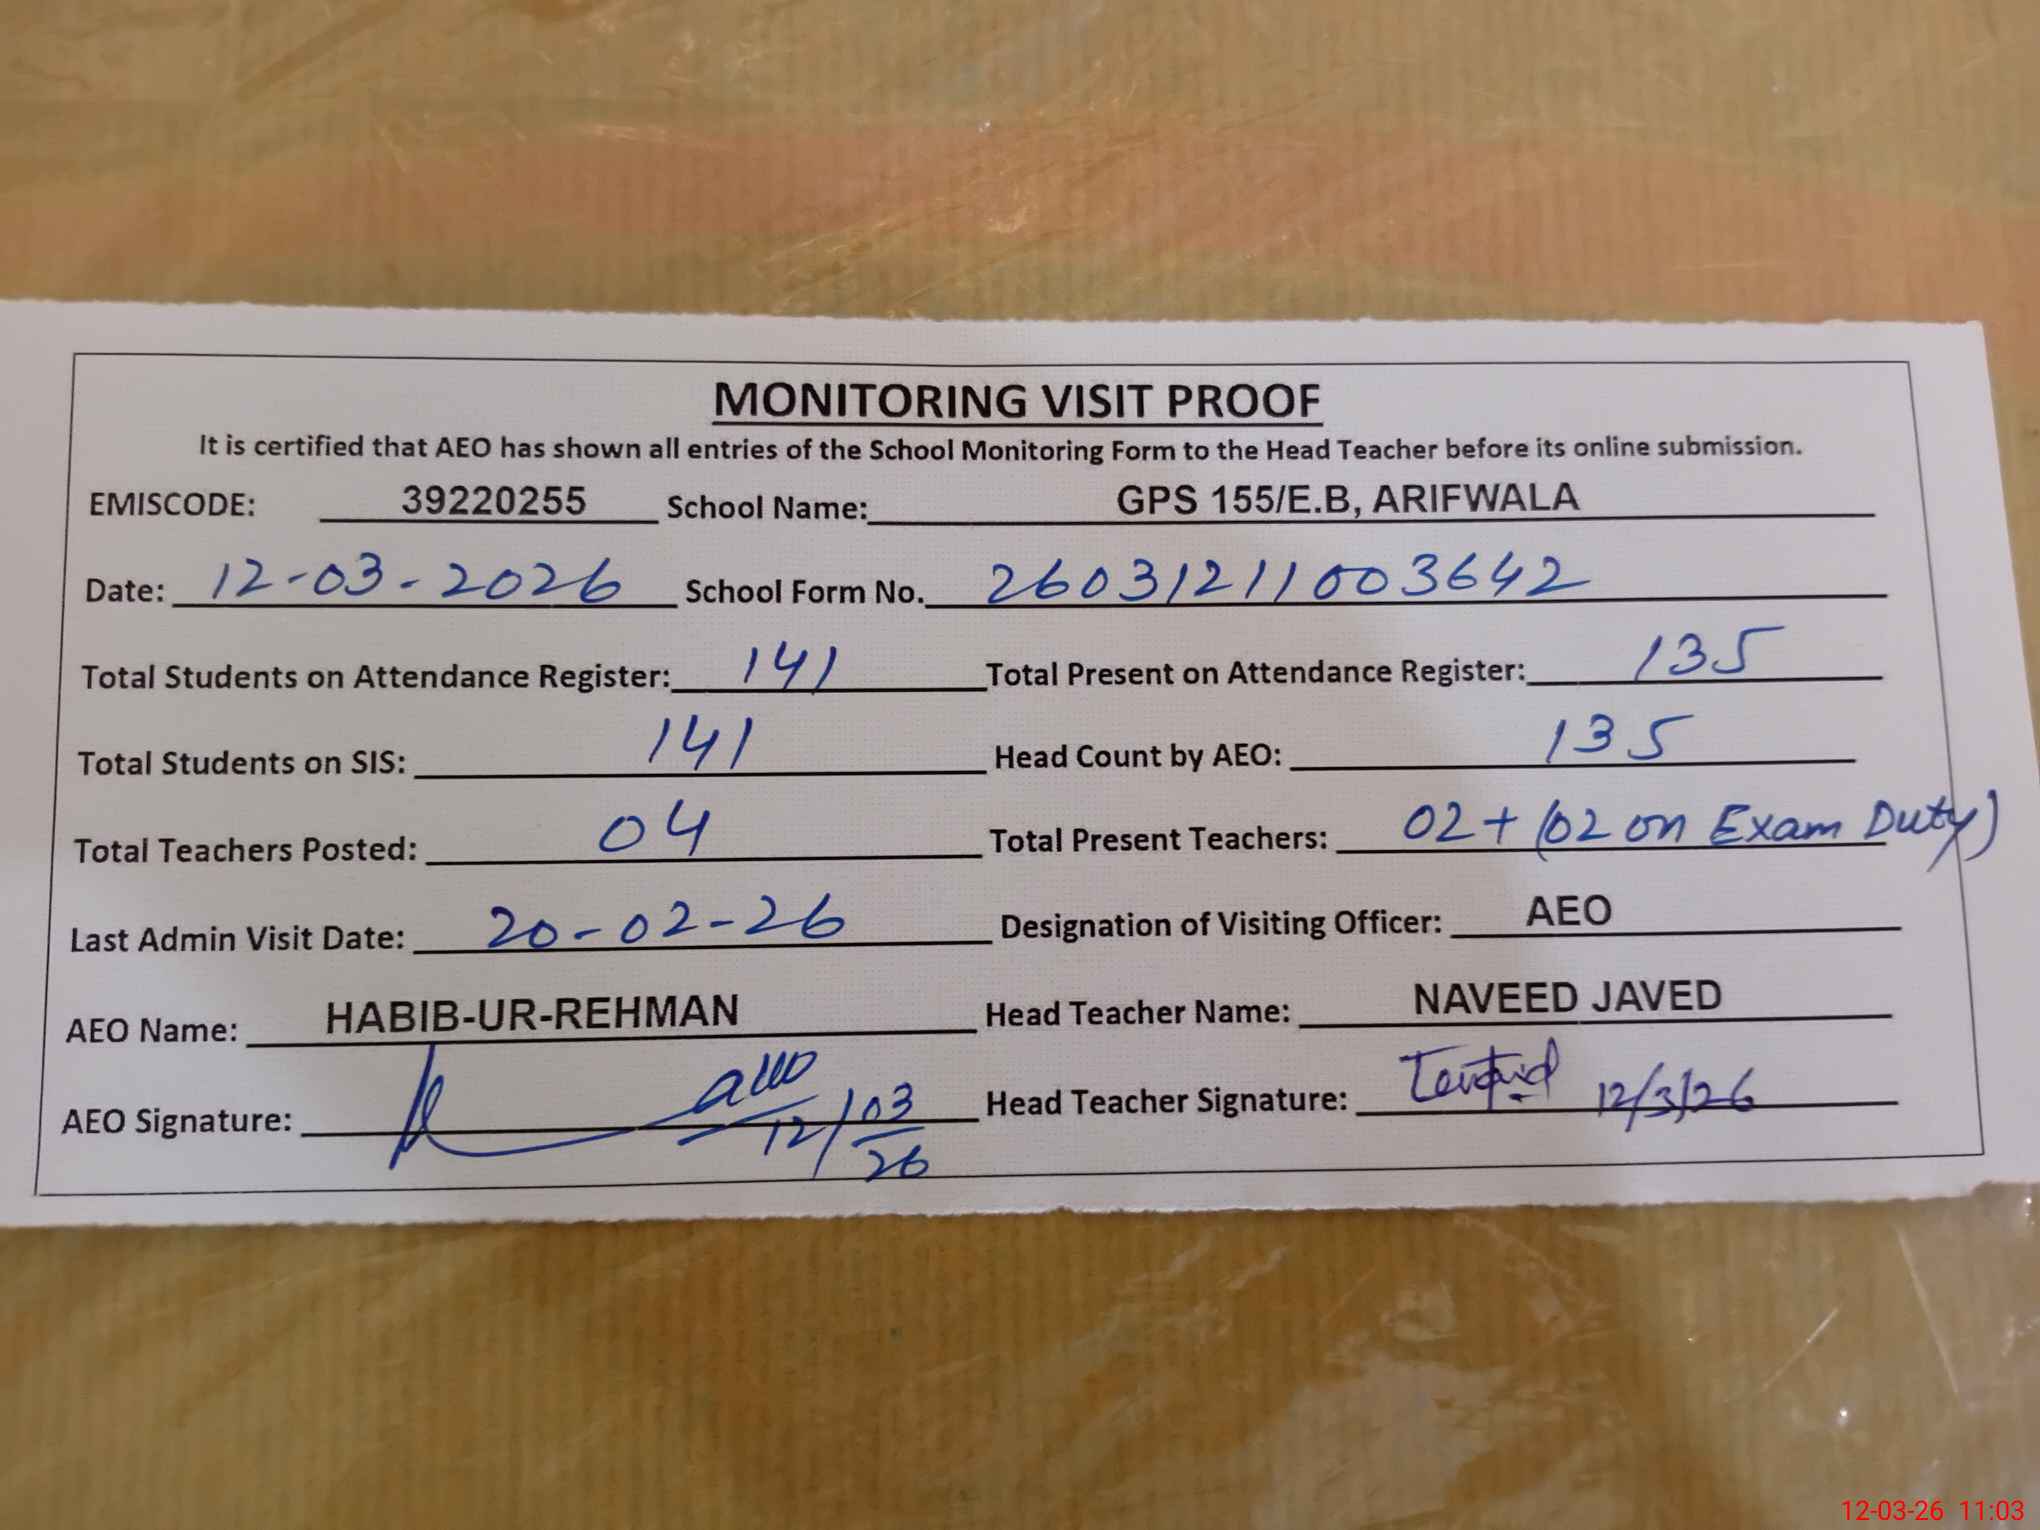 MONITORING VISIT PROOF
It is certified that AEO has shown all entries of the School Monitoring Form to the Head Teacher before its online submission.
EMISCODE: 39220255 School Name: GPS 155/E.B, ARIFWALA
Date: 12-03-2026 School Form No. 26031211003642
Total Students on Attendance Register: 141 Total Present on Attendance Register: 135
Total Students on SIS: 141 Head Count by AEO: 135
Total Teachers Posted: 04 Total Present Teachers: 02 + (02 on Exam Duty)
Last Admin Visit Date: 20-02-26 Designation of Visiting Officer: AEO
AEO Name: HABIB-UR-REHMAN Head Teacher Name: NAVEED JAVED
AEO Signature: 12/03/26 Head Teacher Signature: 12/3/26
12-03-26 11:03